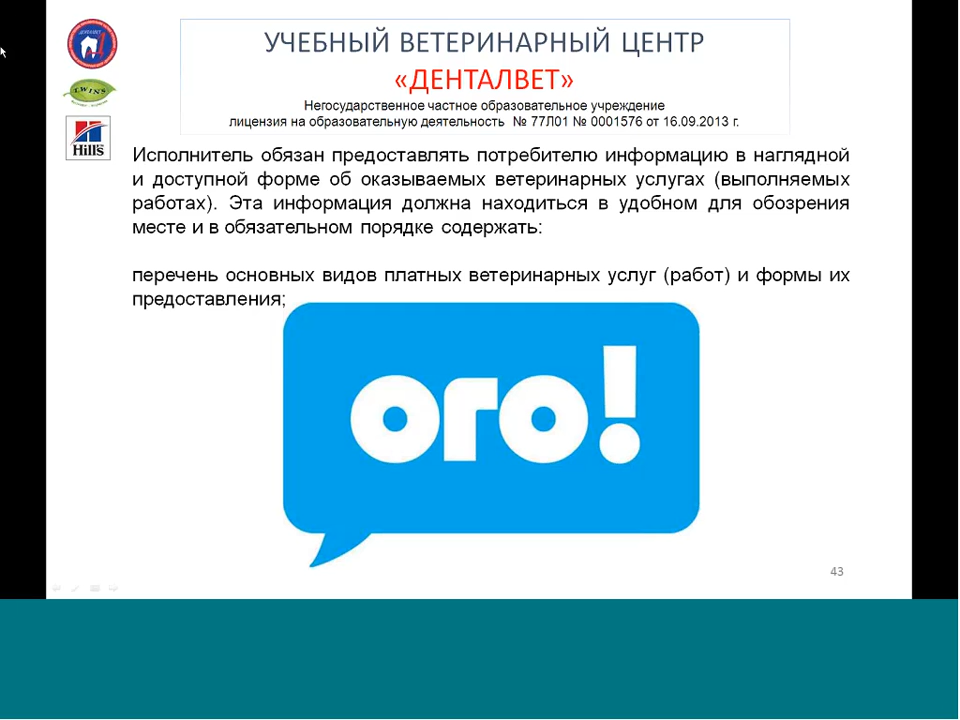 УЧЕБНЫЙ ВЕТЕРИНАРНЫЙ ЦЕНТР
«ДЕНТАЛВЕТ»
Негосударственное частное образовательное учреждение
лицензия на образовательную деятельность № 77Л01 № 0001576 от 16.09.2013 г.
ДЕНТАЛВЕТ
TWINS
Hill's
Исполнитель обязан предоставлять потребителю информацию в наглядной
и доступной форме об оказываемых ветеринарных услугах (выполняемых
работах). Эта информация должна находиться в удобном для обозрения
месте и в обязательном порядке содержать:
перечень основных видов платных ветеринарных услуг (работ) и формы их
предоставления;
ого!
43